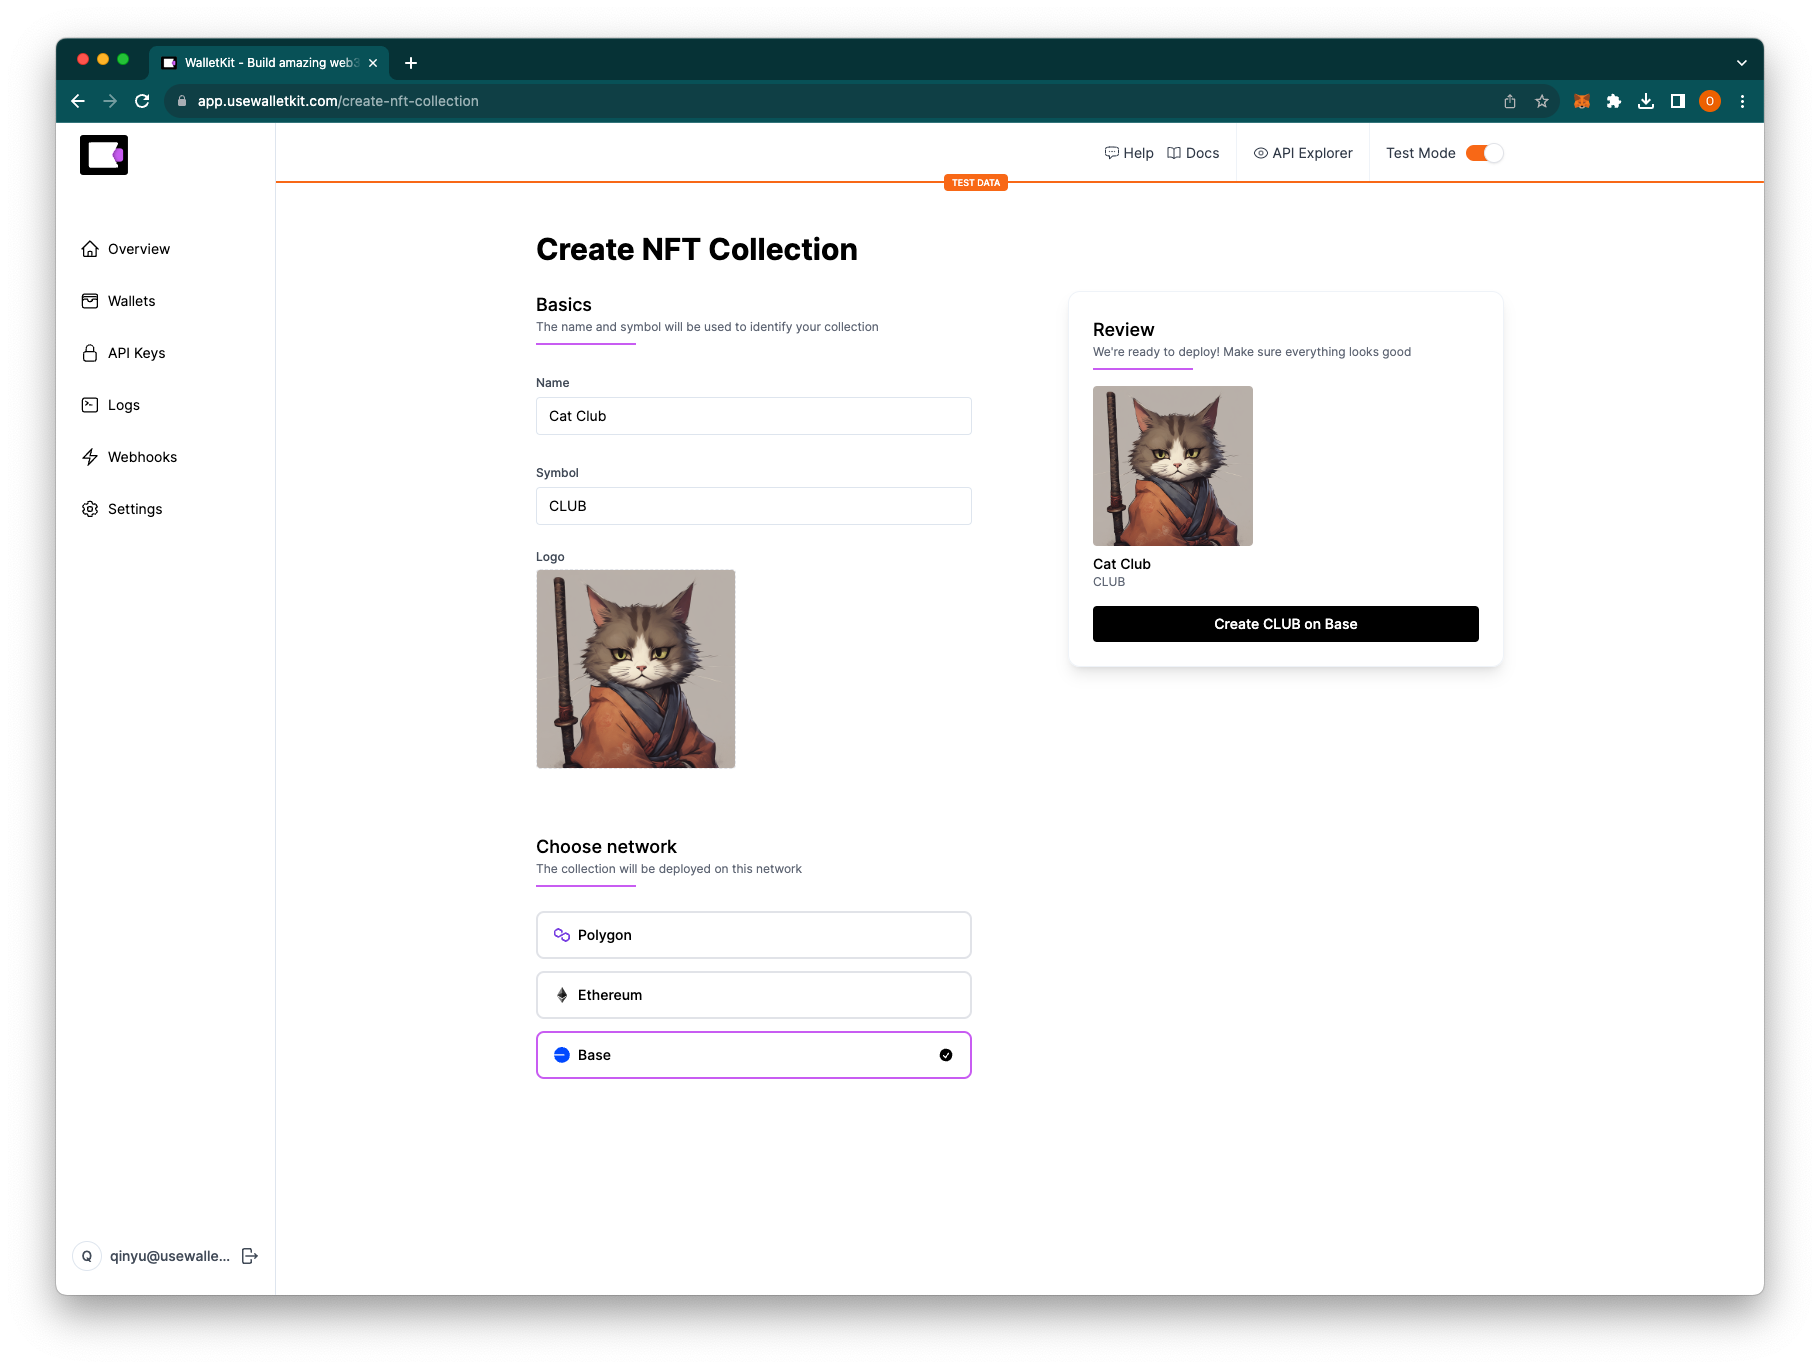 WalletKit - Build amazing web3
app.usewalletkit.com/create-nft-collection
O
Help
Docs
API Explorer
Test Mode
TEST DATA
Overview
Wallets
API Keys
Logs
Webhooks
Settings
Q
qinyu@usewalle...
Create NFT Collection
Basics
The name and symbol will be used to identify your collection
Name
Cat Club
Symbol
CLUB
Logo
Choose network
The collection will be deployed on this network
Polygon
Ethereum
Base
Review
We're ready to deploy! Make sure everything looks good
Cat Club
CLUB
Create CLUB on Base